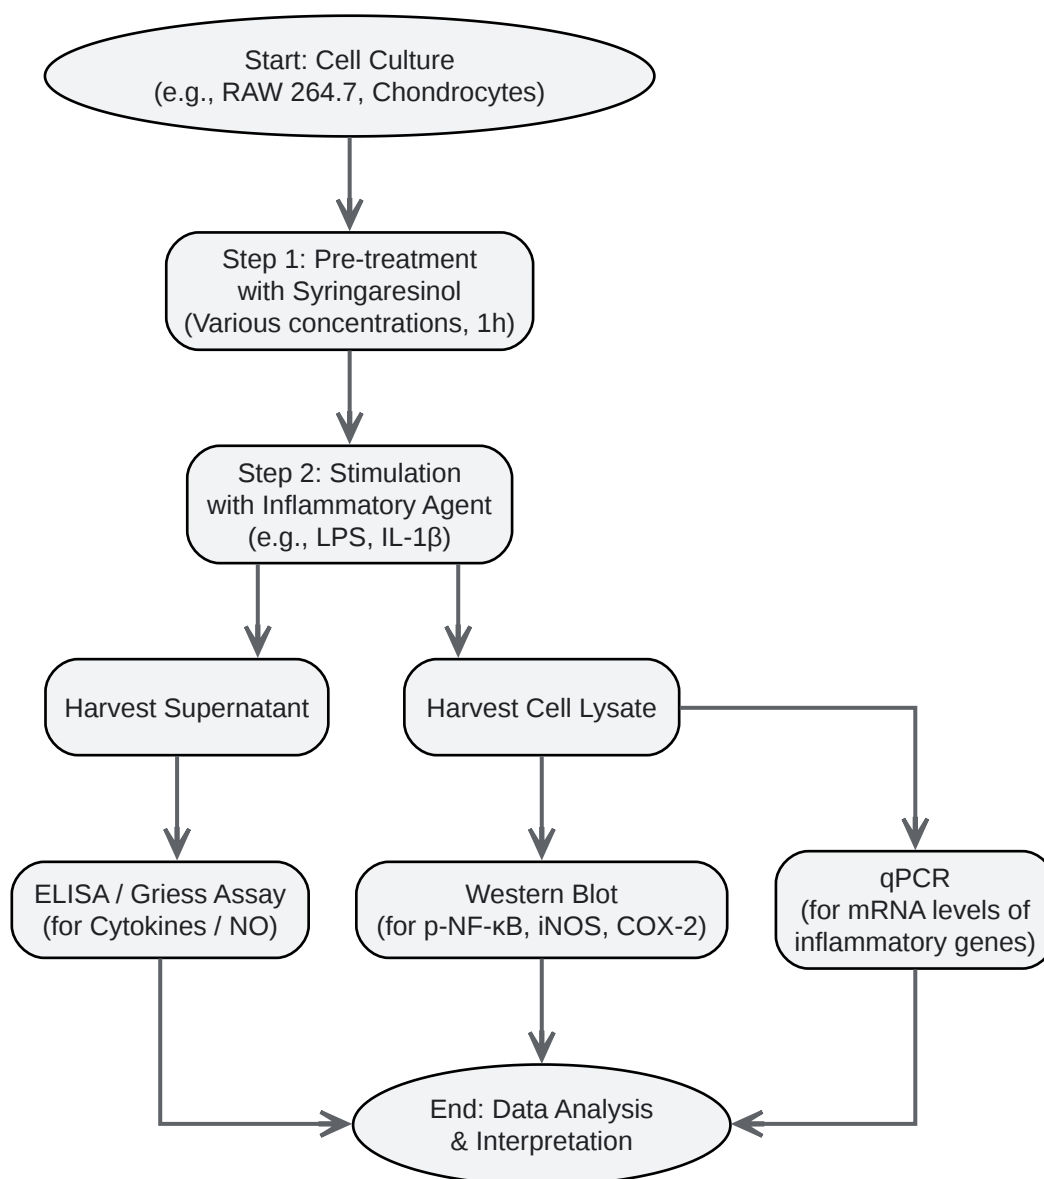 Start: Cell Culture
(e.g., RAW 264.7, Chondrocytes)
Step 1: Pre-treatment
with Syringaresinol
(Various concentrations, 1h)
Step 2: Stimulation
with Inflammatory Agent
(e.g., LPS, IL-1β)
Harvest Supernatant
Harvest Cell Lysate
ELISA / Griess Assay
(for Cytokines / NO)
Western Blot
(for p-NF-κB, iNOS, COX-2)
qPCR
(for mRNA levels of
inflammatory genes)
End: Data Analysis
& Interpretation